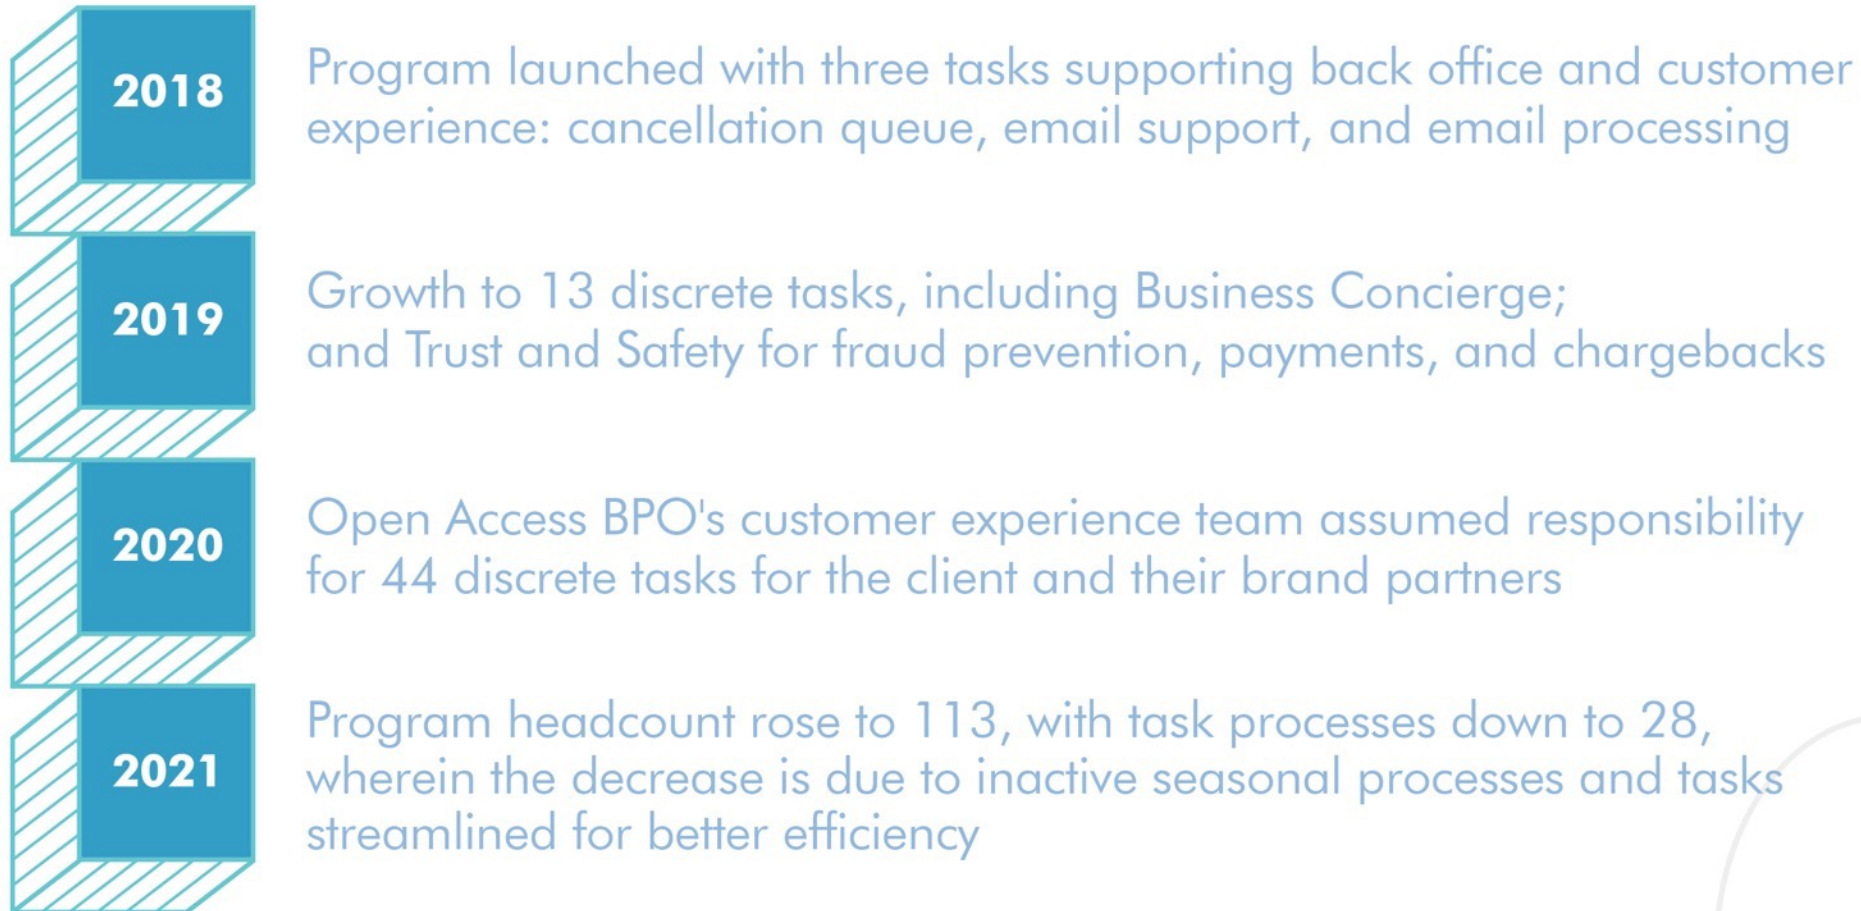 2018
Program launched with three tasks supporting back office and customer
experience: cancellation queue, email support, and email processing
2019
Growth to 13 discrete tasks, including Business Concierge;
and Trust and Safety for fraud prevention, payments, and chargebacks
2020
Open Access BPO's customer experience team assumed responsibility
for 44 discrete tasks for the client and their brand partners
2021
Program headcount rose to 113, with task processes down to 28,
wherein the decrease is due to inactive seasonal processes and tasks
streamlined for better efficiency